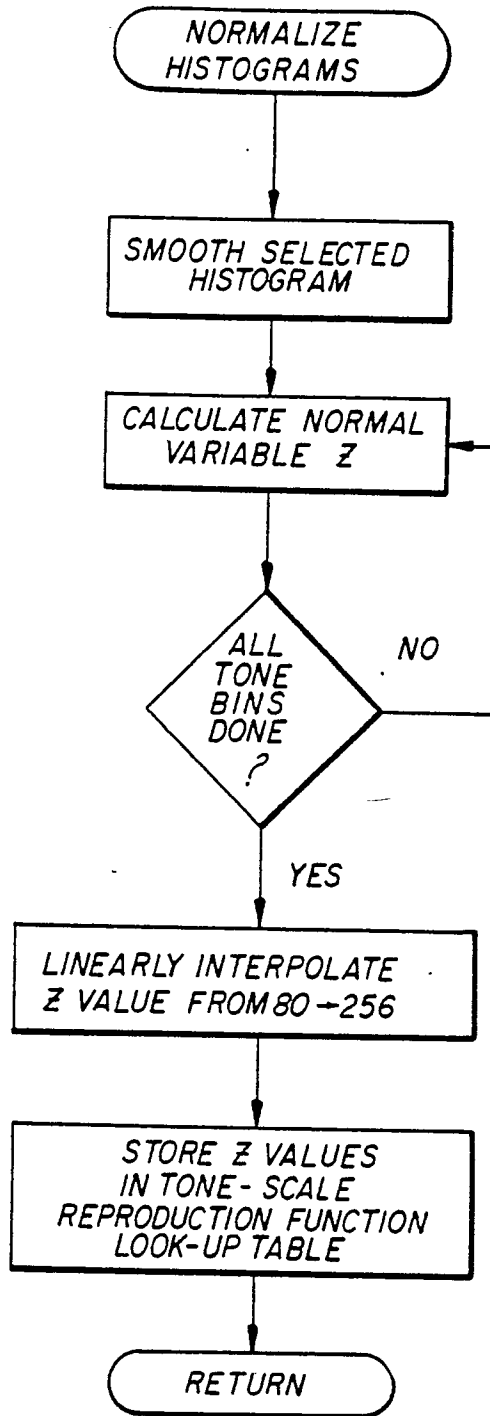 NORMALIZE
HISTOGRAMS
SMOOTH SELECTED
HISTOGRAM
CALCULATE NORMAL
VARIABLE Z
ALL
TONE
BINS
DONE
?
NO
YES
LINEARLY INTERPOLATE
Z VALUE FROM 80→256
STORE Z VALUES
IN TONE-SCALE
REPRODUCTION FUNCTION
LOOK-UP TABLE
RETURN